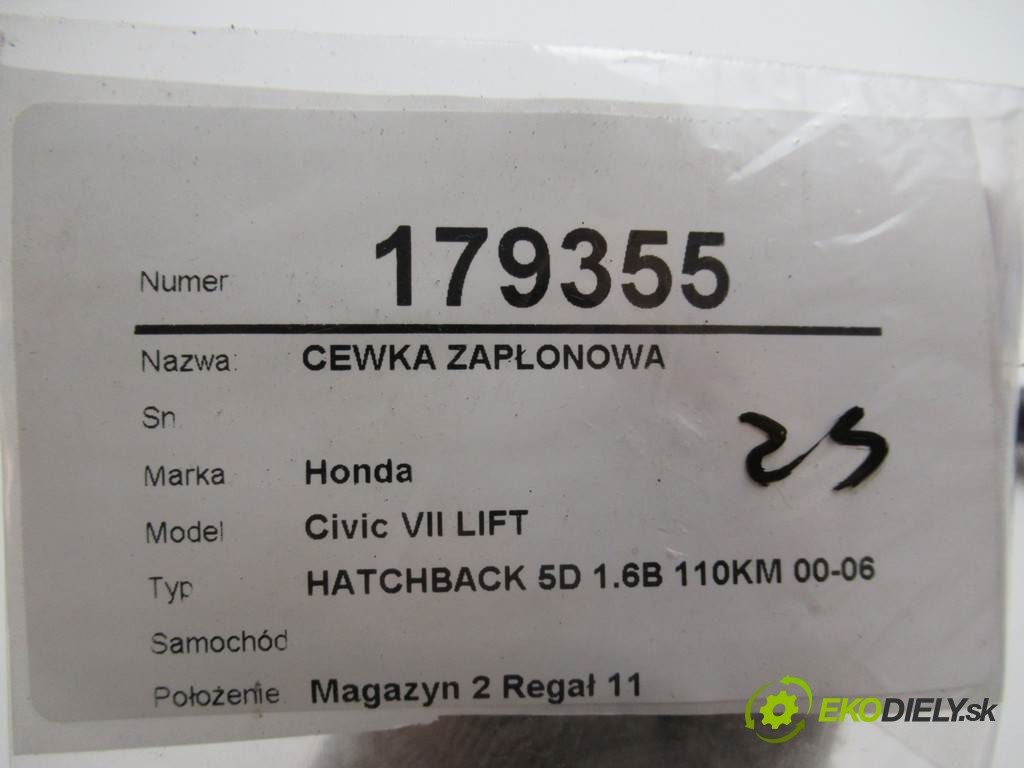 Numer 179355
Nazwa: CEWKA ZAPŁONOWA
Sn
Marka Honda
Model Civic VII LIFT
Typ HATCHBACK 5D 1.6B 110KM 00-06
Samochód
Położenie Magazyn 2 Regał 11
EKODIELY.sk